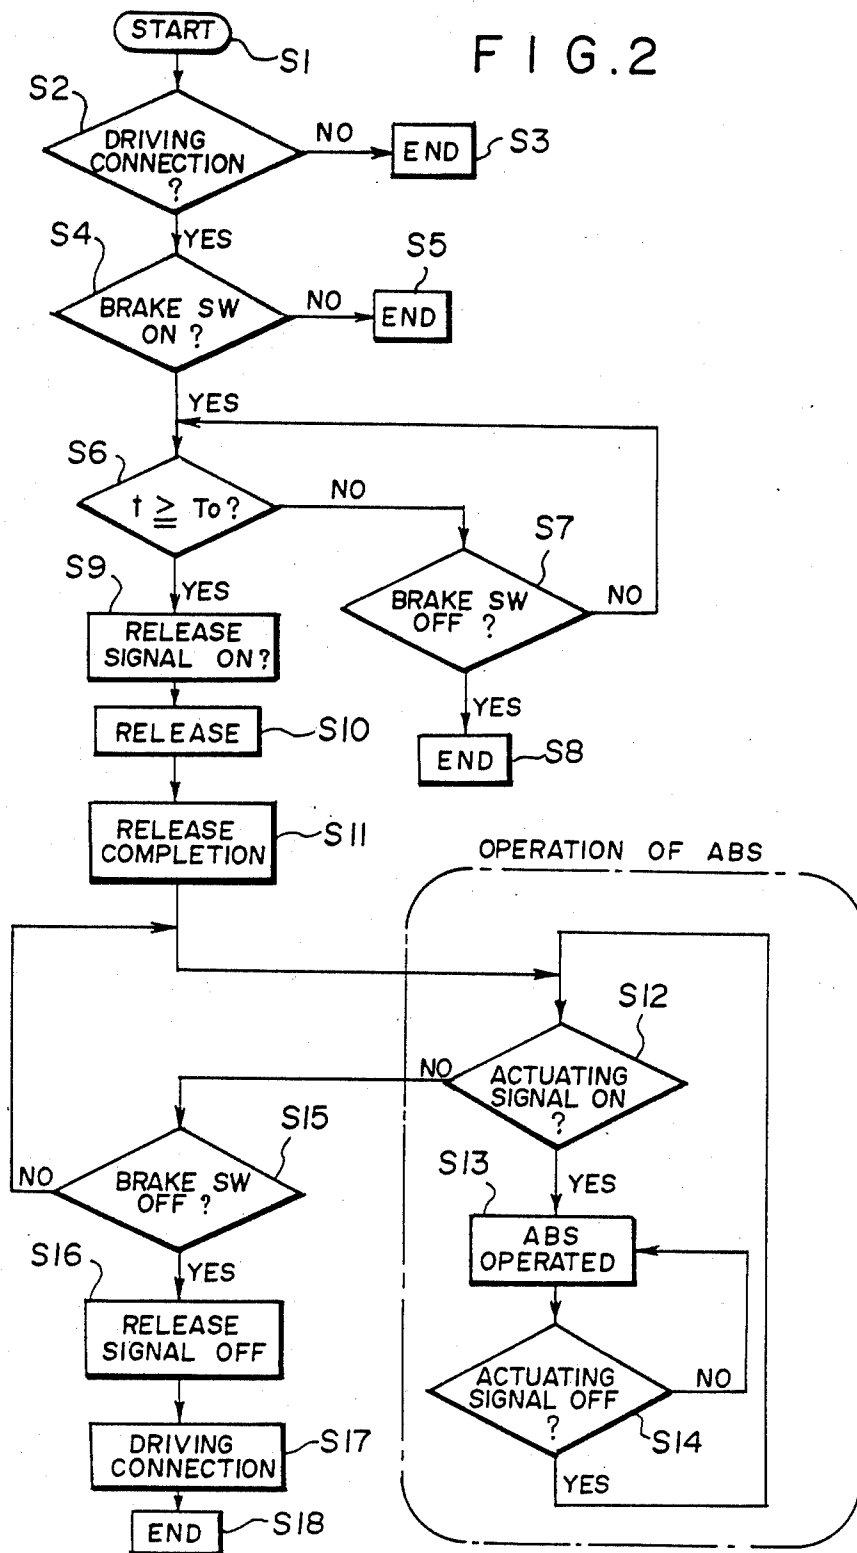 START
S1
FIG.2
S2
DRIVING
CONNECTION
?
NO
END
S3
YES
S4
BRAKE SW
ON ?
NO
S5
END
YES
S6
t ≧ To ?
NO
S7
BRAKE SW
OFF ?
NO
YES
END
S8
S9
YES
RELEASE
SIGNAL ON?
RELEASE
S10
RELEASE
COMPLETION
S11
OPERATION OF ABS
S12
ACTUATING
SIGNAL ON
?
NO
YES
S13
ABS
OPERATED
ACTUATING
SIGNAL OFF
?
NO
S14
YES
S15
BRAKE SW
OFF ?
NO
YES
S16
RELEASE
SIGNAL OFF
DRIVING
CONNECTION
S17
END
S18